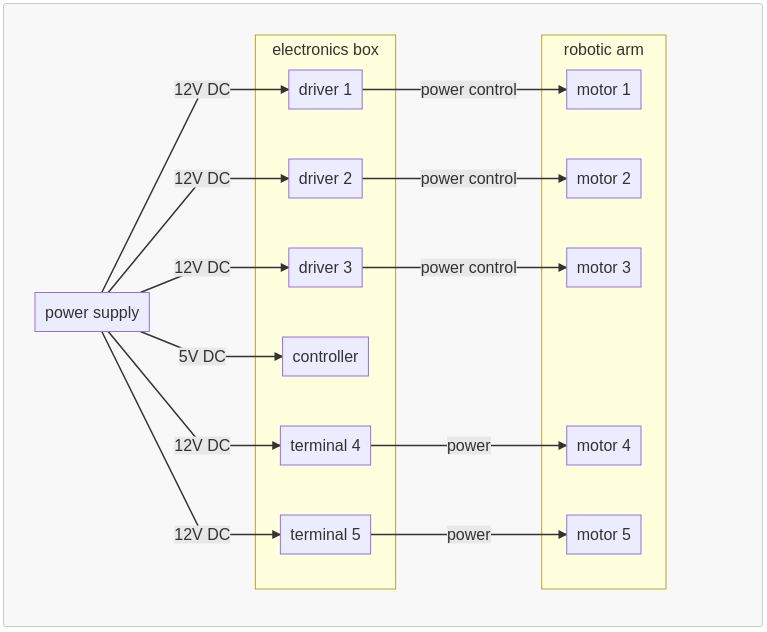 electronics box
robotic arm
12V DC
driver 1
power control
motor 1
12V DC
driver 2
power control
motor 2
12V DC
driver 3
power control
motor 3
power supply
5V DC
controller
12V DC
terminal 4
power
motor 4
12V DC
terminal 5
power
motor 5